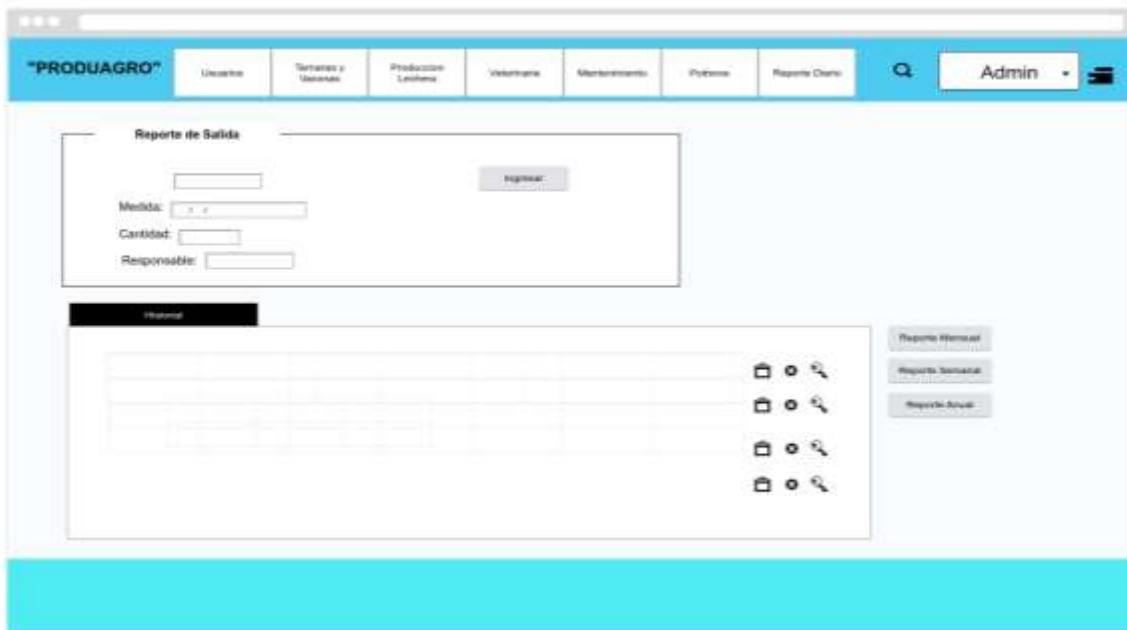 "PRODUAGRO"
Usuarios
Terneras y
Vaconas
Produccion
Lechera
Veterinaria
Mantenimiento
Potreros
Reporte Diario
Admin
Reporte de Salida
Ingresar
Medida:
Cantidad:
Responsable:
Historial
Reporte Mensual
Reporte Semanal
Reporte Anual